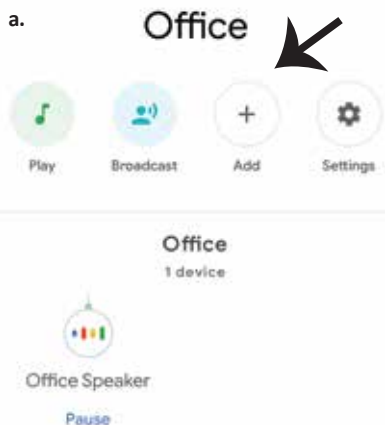 a.
Office
Play Broadcast Add Settings
Office
1 device
Office Speaker
Pause